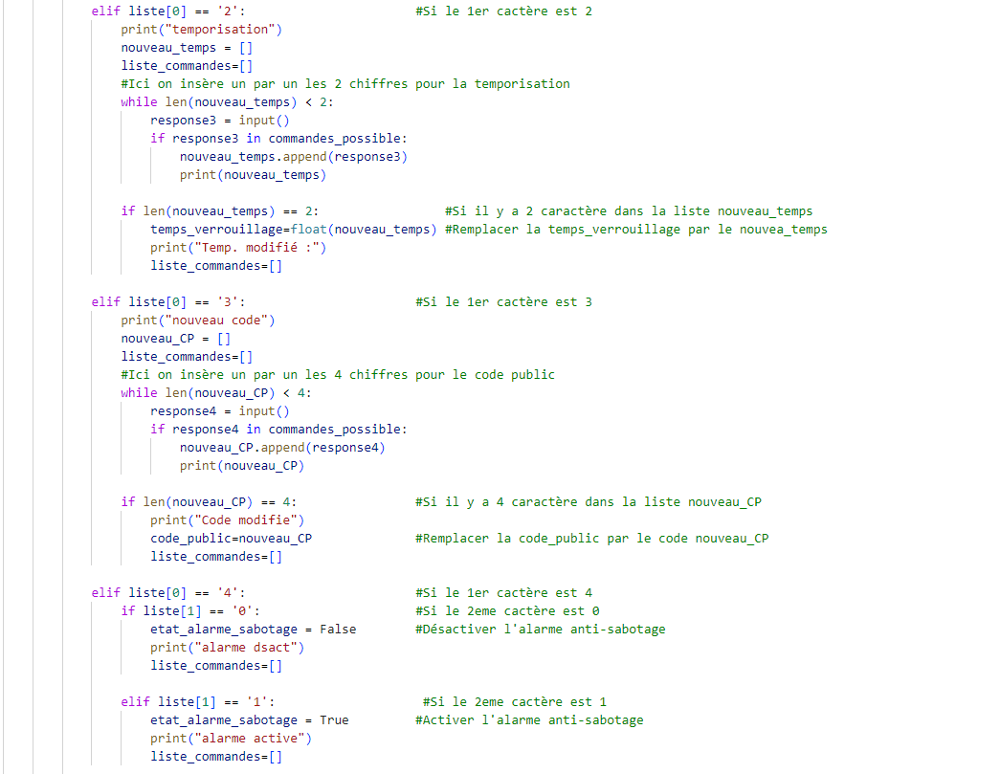 elif liste[0] == '2': #Si le 1er cactère est 2
print("temporisation")
nouveau_temps = []
liste_commandes=[]
#Ici on insère un par un les 2 chiffres pour la temporisation
while len(nouveau_temps) < 2:
response3 = input()
if response3 in commandes_possible:
nouveau_temps.append(response3)
print(nouveau_temps)
if len(nouveau_temps) == 2: #Si il y a 2 caractère dans la liste nouveau_temps
temps_verrouillage=float(nouveau_temps) #Remplacer la temps_verrouillage par le nouvea_temps
print("Temp. modifié :")
liste_commandes=[]
elif liste[0] == '3': #Si le 1er cactère est 3
print("nouveau code")
nouveau_CP = []
liste_commandes=[]
#Ici on insère un par un les 4 chiffres pour le code public
while len(nouveau_CP) < 4:
response4 = input()
if response4 in commandes_possible:
nouveau_CP.append(response4)
print(nouveau_CP)
if len(nouveau_CP) == 4: #Si il y a 4 caractère dans la liste nouveau_CP
print("Code modifie")
code_public=nouveau_CP #Remplacer la code_public par le code nouveau_CP
liste_commandes=[]
elif liste[0] == '4': #Si le 1er cactère est 4
if liste[1] == '0': #Si le 2eme cactère est 0
etat_alarme_sabotage = False #Désactiver l'alarme anti-sabotage
print("alarme dsact")
liste_commandes=[]
elif liste[1] == '1': #Si le 2eme cactère est 1
etat_alarme_sabotage = True #Activer l'alarme anti-sabotage
print("alarme active")
liste_commandes=[]